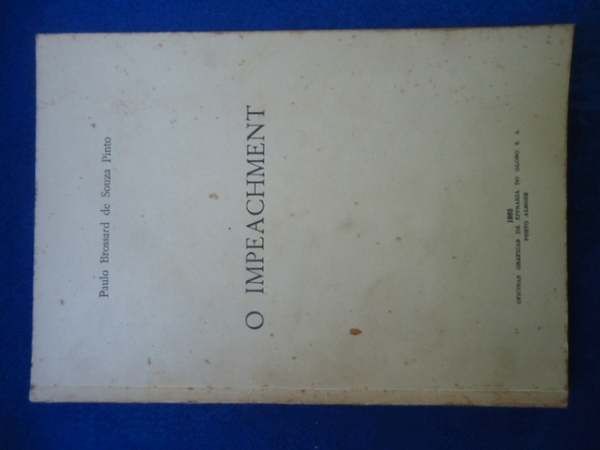 Paulo Brossard de Souza Pinto
O IMPEACHMENT
1965
OFICINAS GRÁFICAS DA LIVRARIA DO GLOBO S. A.
PORTO ALEGRE